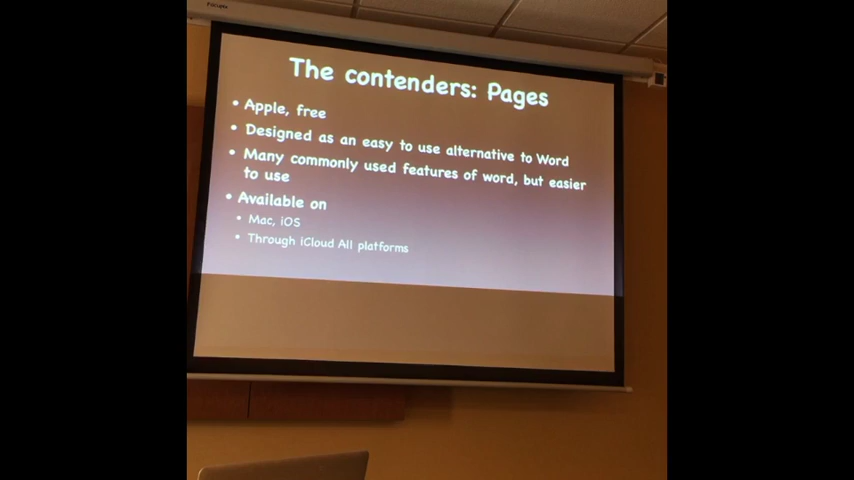 The contenders: Pages
• Apple, free
• Designed as an easy to use alternative to Word
• Many commonly used features of word, but easier
to use
• Available on
• Mac, iOS
• Through iCloud All platforms